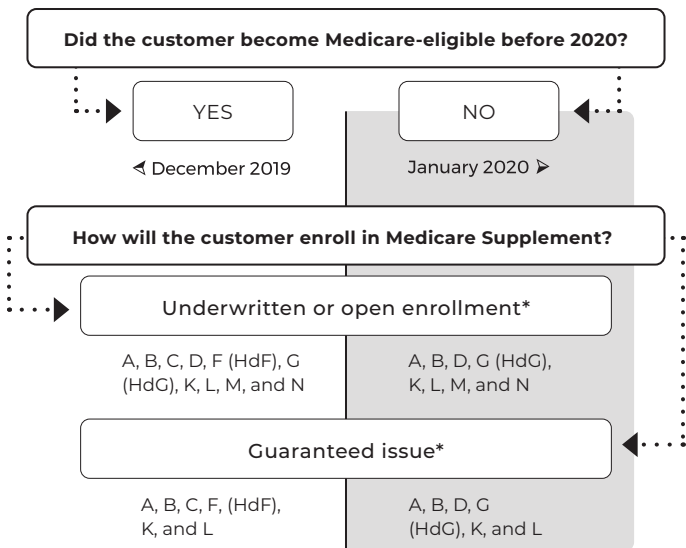 Did the customer become Medicare-eligible before 2020?
YES
NO
⮜ December 2019
January 2020 ⮞
How will the customer enroll in Medicare Supplement?
Underwritten or open enrollment*
A, B, C, D, F (HdF), G
(HdG), K, L, M, and N
A, B, D, G (HdG),
K, L, M, and N
Guaranteed issue*
A, B, C, F, (HdF),
K, and L
A, B, D, G
(HdG), K, and L